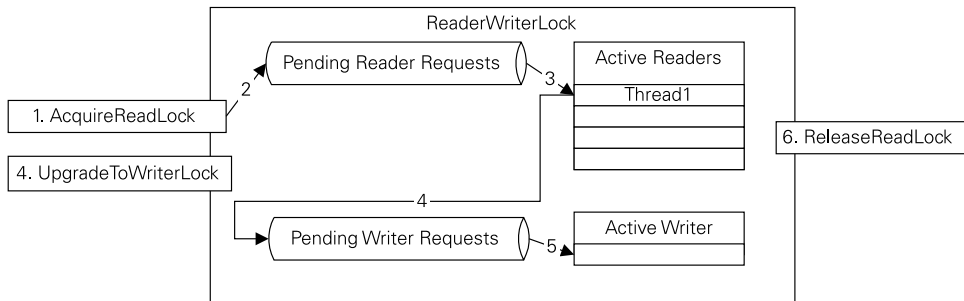 ReaderWriterLock
Pending Reader Requests
Active Readers
3
2
Thread1
1. AcquireReadLock
6. ReleaseReadLock
4. UpgradeToWriterLock
4
Active Writer
Pending Writer Requests
5